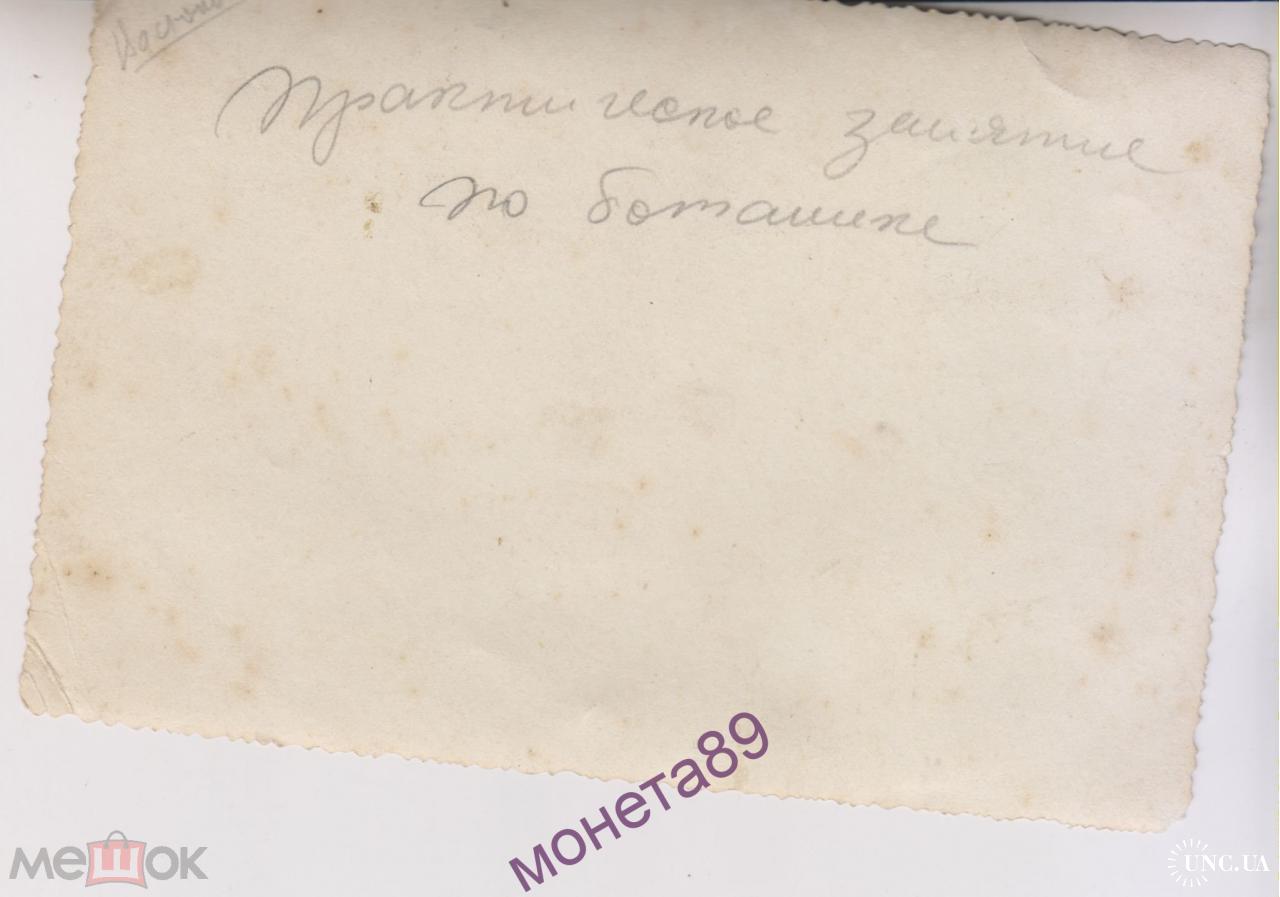 Практическое занятие
по ботанике
монета89
мешок
UNC.UA